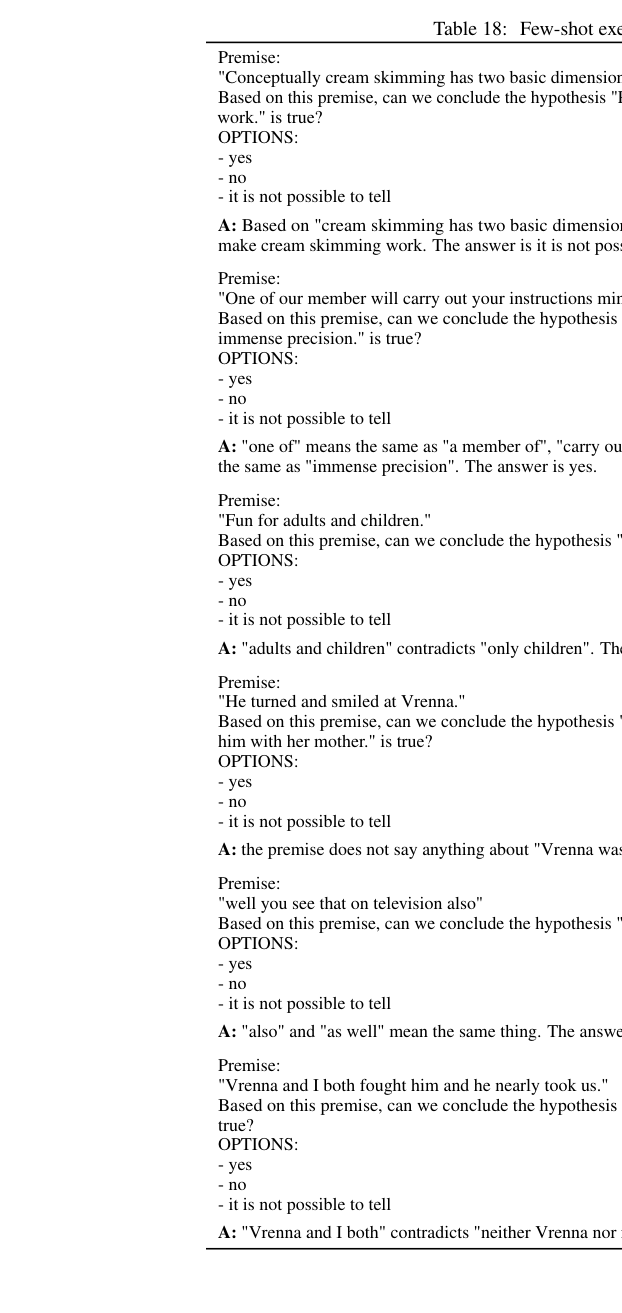 Table 18: Few-shot
Premise:
"Conceptually cream skimming has two basic
Based on this premise, can we conclude the hypothesis
work." is true?
OPTIONS:
- yes
- no
- it is not possible to tell
A: Based on "cream skimming has two basic
make cream skimming work. The answer is it is not
Premise:
"One of our member will carry out your instructions
Based on this premise, can we conclude the hypothesis
immense precision." is true?
OPTIONS:
- yes
- no
- it is not possible to tell
A: "one of" means the same as "a member of", "carry
the same as "immense precision". The answer is yes.
Premise:
"Fun for adults and children."
Based on this premise, can we conclude the hypothesis "
OPTIONS:
- yes
- no
- it is not possible to tell
A: "adults and children" contradicts "only children".
Premise:
"He turned and smiled at Vrenna."
Based on this premise, can we conclude the hypothesis "
him with her mother." is true?
OPTIONS:
- yes
- no
- it is not possible to tell
A: the premise does not say anything about "Vrenna was
Premise:
"well you see that on television also"
Based on this premise, can we conclude the hypothesis "
OPTIONS:
- yes
- no
- it is not possible to tell
A: "also" and "as well" mean the same thing. The
Premise:
"Vrenna and I both fought him and he nearly took us."
Based on this premise, can we conclude the hypothesis
true?
OPTIONS:
- yes
- no
- it is not possible to tell
A: "Vrenna and I both" contradicts "neither Vrenna nor